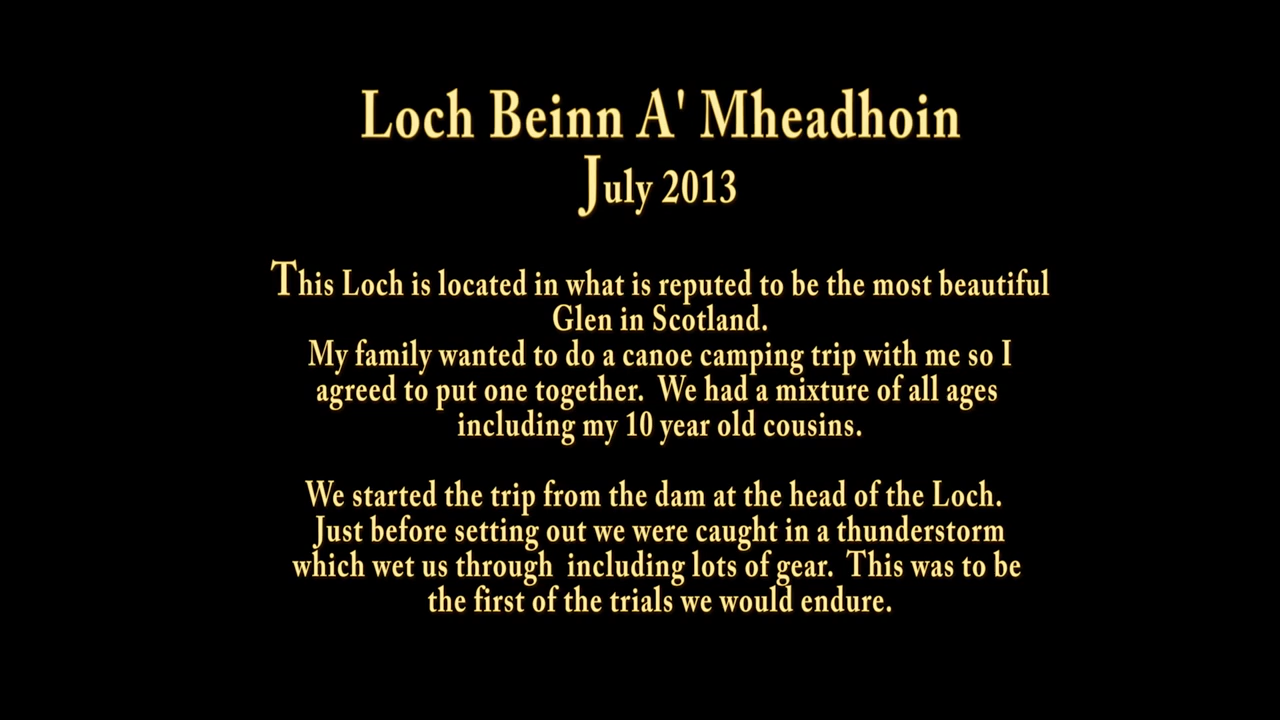 Loch Beinn A' Mheadhoin
July 2013
This Loch is located in what is reputed to be the most beautiful
Glen in Scotland.
My family wanted to do a canoe camping trip with me so I
agreed to put one together.  We had a mixture of all ages
including my 10 year old cousins.
We started the trip from the dam at the head of the Loch.
Just before setting out we were caught in a thunderstorm
which wet us through  including lots of gear.  This was to be
the first of the trials we would endure.